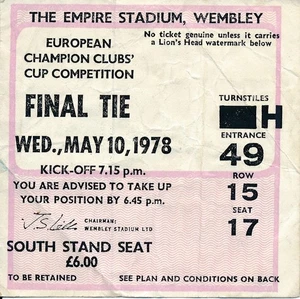 THE EMPIRE STADIUM, WEMBLEY
EUROPEAN
CHAMPION CLUBS'
CUP COMPETITION
No ticket genuine unless it carries
a Lion's Head watermark below
FINAL TIE
WED., MAY 10, 1978
KICK-OFF 7.15 p.m.
YOU ARE ADVISED TO TAKE UP
YOUR POSITION BY 6.45 p.m.
CHAIRMAN:
WEMBLEY STADIUM LTD
SOUTH STAND SEAT
£6.00
TURNSTILES
H
ENTRANCE
49
ROW
15
SEAT
17
TO BE RETAINED
SEE PLAN AND CONDITIONS ON BACK